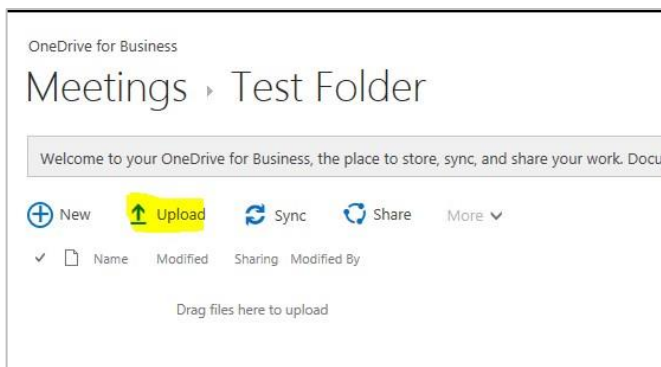 OneDrive for Business
Meetings Test Folder
Welcome to your OneDrive for Business, the place to store, sync, and share your work. Docu
New Upload Sync Share More
Name Modified Sharing Modified By
Drag files here to upload